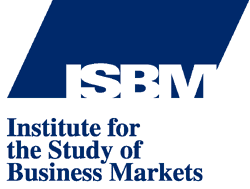 ISBM
Institute for
the Study of
Business Markets